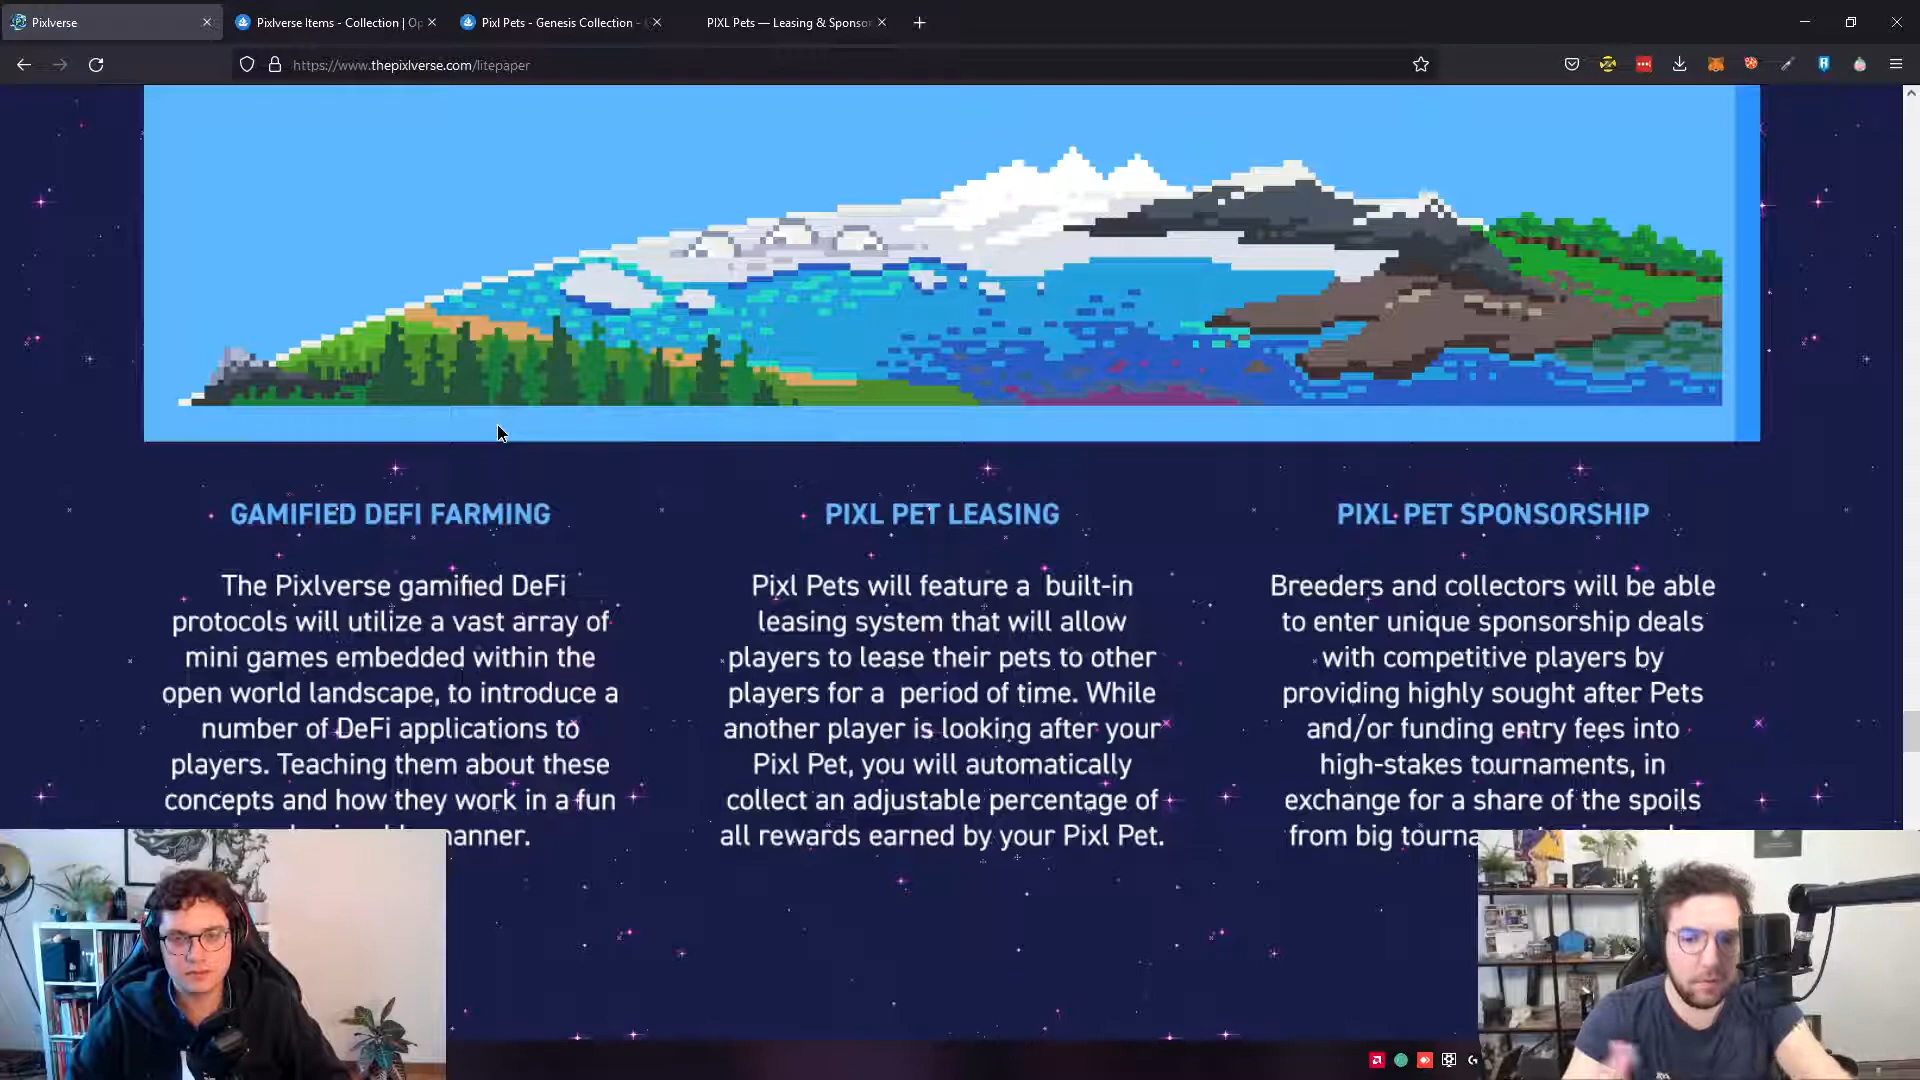 Pixlverse
Pixlverse Items - Collection | Op
Pixl Pets - Genesis Collection -
PIXL Pets — Leasing & Sponsor
https://www.thepixlverse.com/litepaper
GAMIFIED DEFI FARMING
The Pixlverse gamified DeFi
protocols will utilize a vast array of
mini games embedded within the
open world landscape, to introduce a
number of DeFi applications to
players. Teaching them about these
concepts and how they work in a fun
manner.
PIXL PET LEASING
Pixl Pets will feature a built-in
leasing system that will allow
players to lease their pets to other
players for a period of time. While
another player is looking after your
Pixl Pet, you will automatically
collect an adjustable percentage of
all rewards earned by your Pixl Pet.
PIXL PET SPONSORSHIP
Breeders and collectors will be able
to enter unique sponsorship deals
with competitive players by
providing highly sought after Pets
and/or funding entry fees into
high-stakes tournaments, in
exchange for a share of the spoils
from big